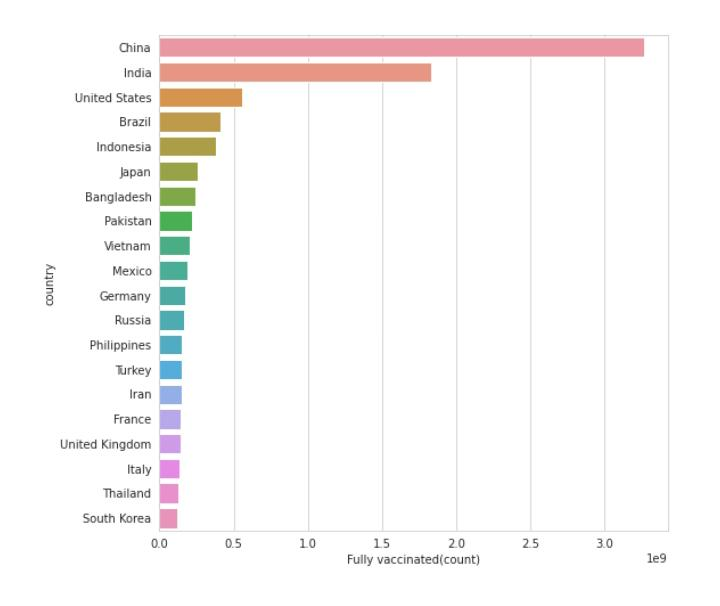 China
India
United States
Brazil
Indonesia
Japan
Bangladesh
Pakistan
Vietnam
Mexico
Germany
Russia
Philippines
Turkey
Iran
France
United Kingdom
Italy
Thailand
South Korea
country
0.0 0.5 1.0 1.5 2.0 2.5 3.0
Fully vaccinated(count)
1e9